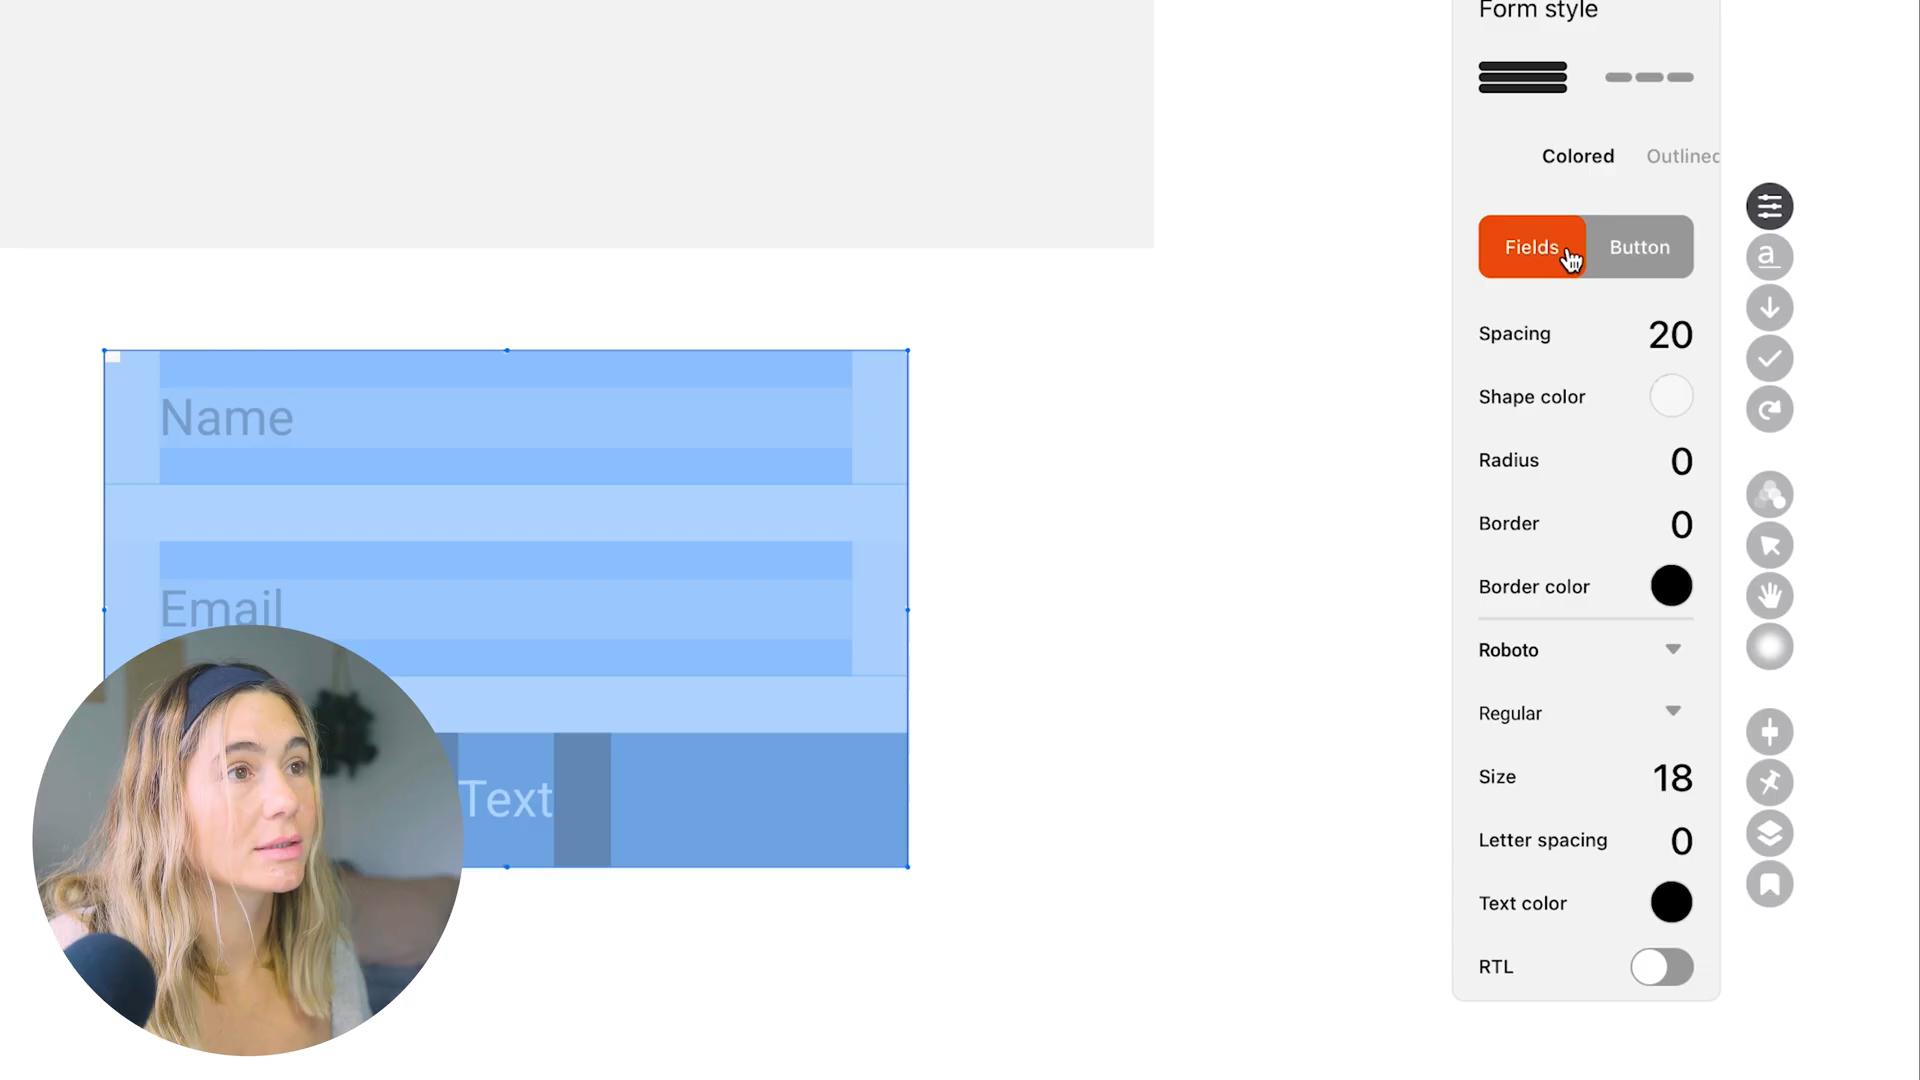 Form style
Colored Outlined
Fields Button
Spacing 20
Shape color
Radius 0
Border 0
Border color
Roboto
Regular
Size 18
Letter spacing 0
Text color
RTL
a
Name
Email
Text